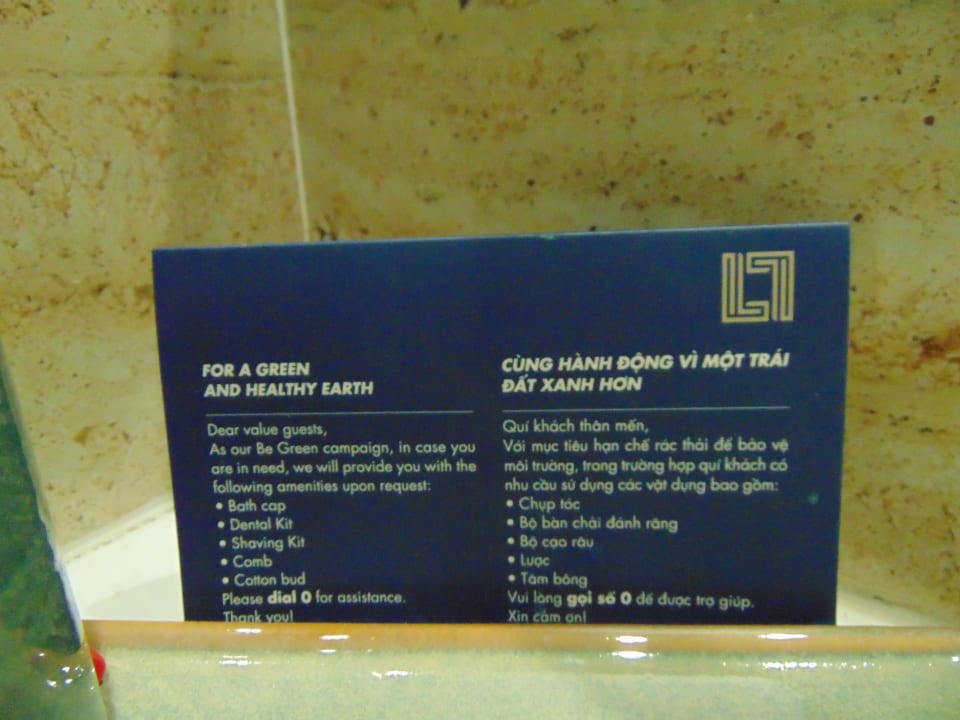 FOR A GREEN
AND HEALTHY EARTH
Dear value guests,
As our Be Green campaign, in case you
are in need, we will provide you with the
following amenities upon request:
• Bath cap
• Dental Kit
• Shaving Kit
• Comb
• Cotton bud
Please dial 0 for assistance.
Thank you!
CÙNG HÀNH ĐỘNG VÌ MỘT TRÁI
ĐẤT XANH HƠN
Quí khách thân mến,
Với mục tiêu hạn chế rác thải để bảo vệ
môi trường, trong trường hợp quí khách có
nhu cầu sử dụng các vật dụng bao gồm:
• Chụp tóc
• Bộ bàn chải đánh răng
• Bộ cạo râu
• Lược
• Tăm bông
Vui lòng gọi số 0 để được trợ giúp.
Xin cảm ơn!